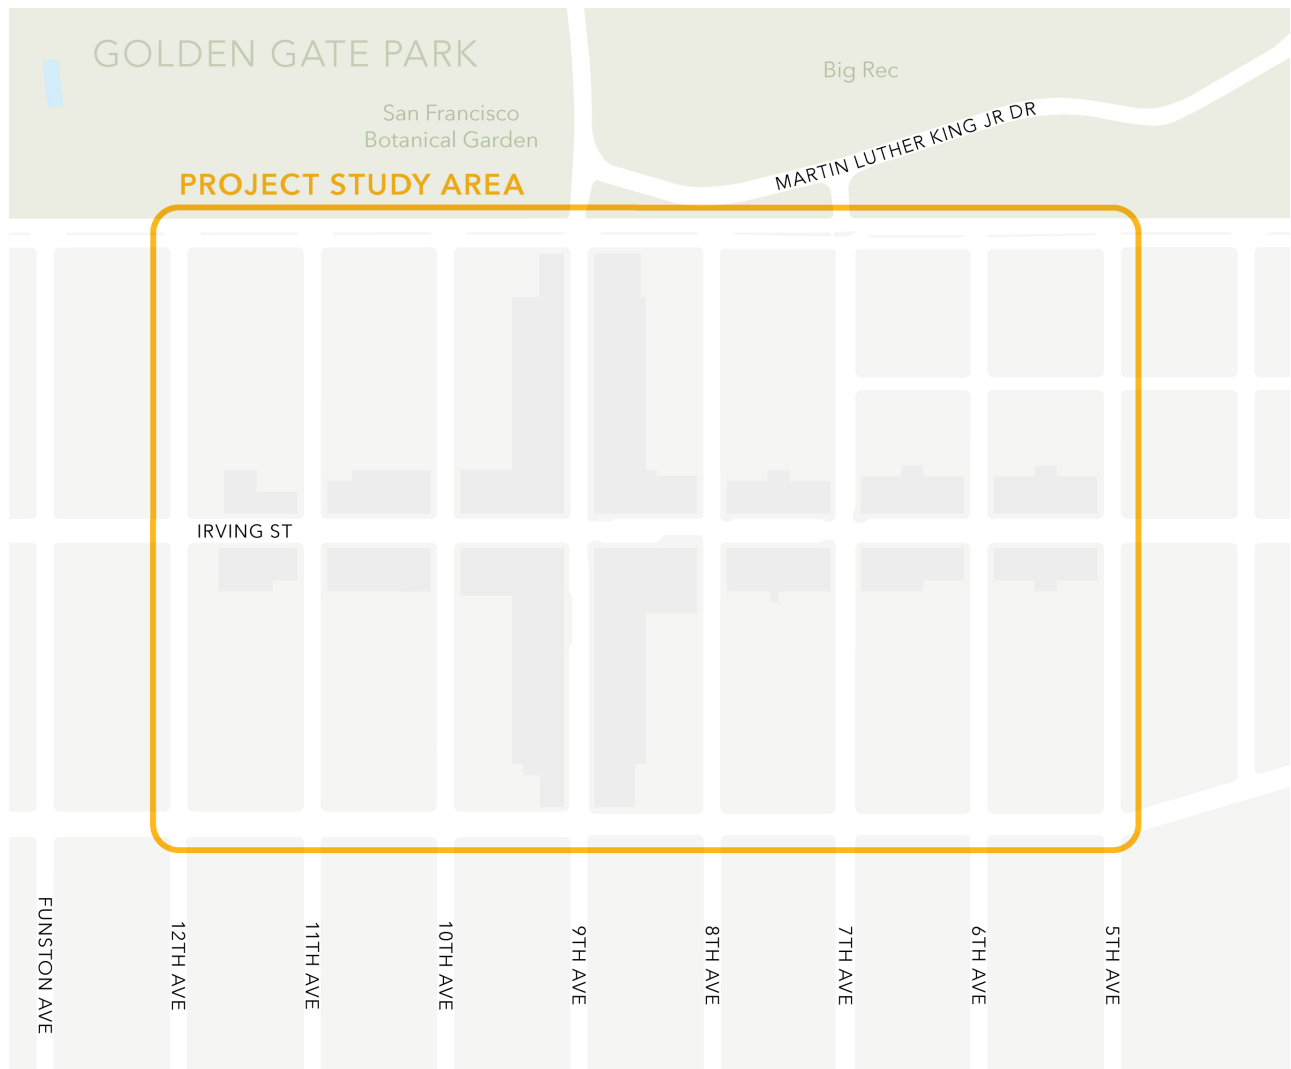 GOLDEN GATE PARK
Big Rec
San Francisco
Botanical Garden
MARTIN LUTHER KING JR DR
PROJECT STUDY AREA
IRVING ST
FUNSTON AVE
12TH AVE
11TH AVE
10TH AVE
9TH AVE
8TH AVE
7TH AVE
6TH AVE
5TH AVE